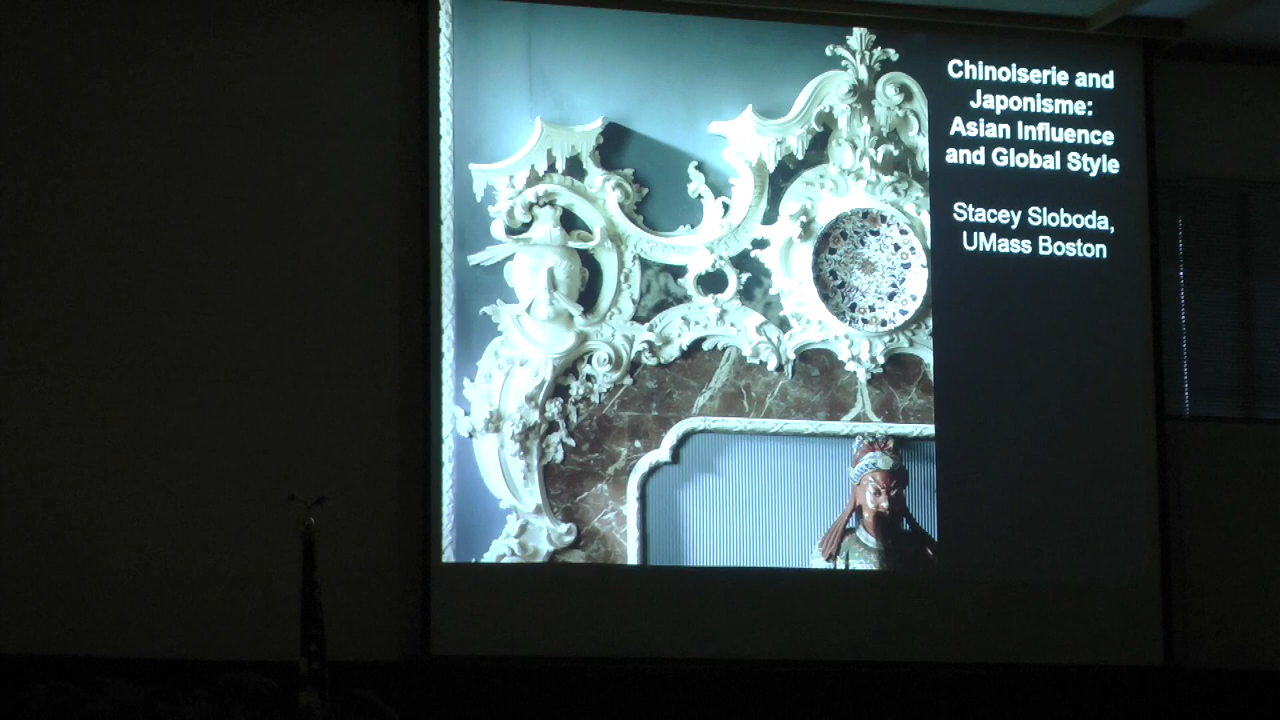 Chinoiserie and
Japonisme:
Asian Influence
and Global Style
Stacey Sloboda,
UMass Boston